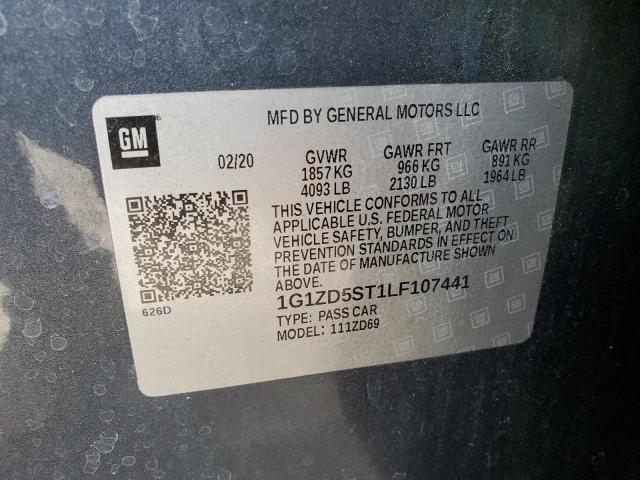 MFD BY GENERAL MOTORS LLC
GM
02/20 GVWR GAWR FRT GAWR RR
1857 KG 966 KG 891 KG
4093 LB 2130 LB 1964 LB
THIS VEHICLE CONFORMS TO ALL
APPLICABLE U.S. FEDERAL MOTOR
VEHICLE SAFETY, BUMPER, AND THEFT
PREVENTION STANDARDS IN EFFECT ON
THE DATE OF MANUFACTURE SHOWN
ABOVE.
1G1ZD5ST1LF107441
626D
TYPE: PASS CAR
MODEL: 111ZD69